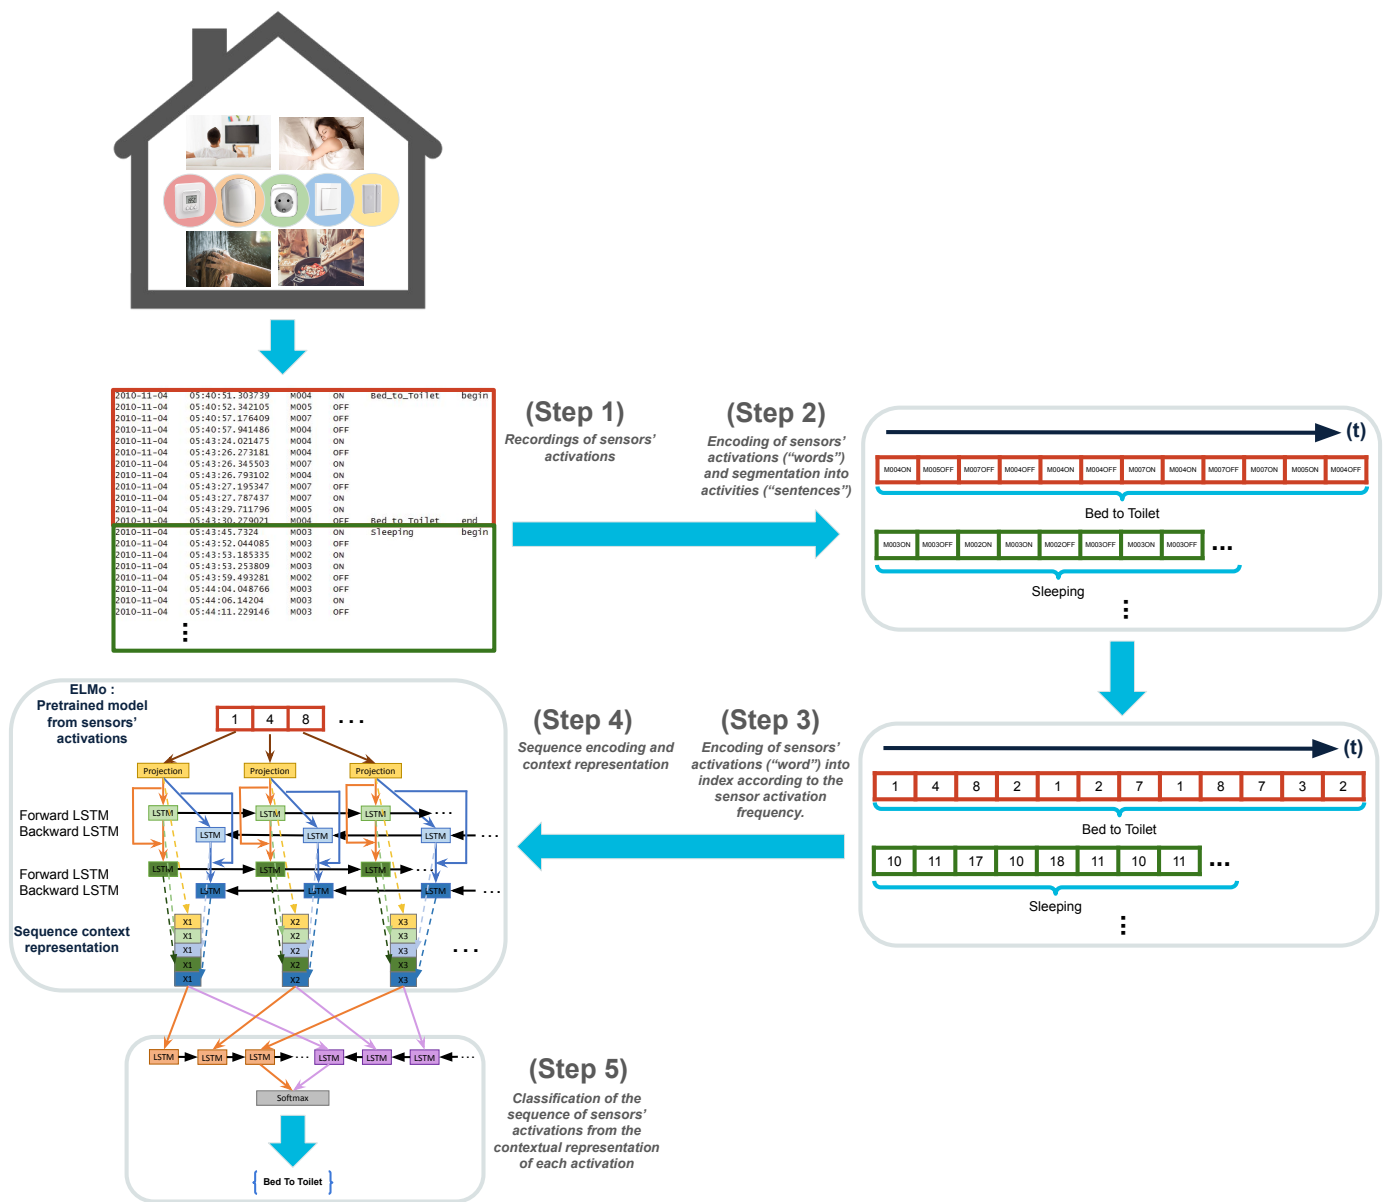 2010-11-04 05:40:51.303739 M004 ON Bed_to_Toilet begin
2010-11-04 05:40:52.342105 M005 OFF
2010-11-04 05:40:57.176409 M007 OFF
2010-11-04 05:40:57.941486 M004 OFF
2010-11-04 05:43:24.021475 M004 ON
2010-11-04 05:43:26.273181 M004 OFF
2010-11-04 05:43:26.345503 M007 ON
2010-11-04 05:43:26.793102 M004 ON
2010-11-04 05:43:27.195347 M007 OFF
2010-11-04 05:43:27.787437 M007 ON
2010-11-04 05:43:29.711796 M005 ON
2010-11-04 05:43:30.279021 M004 OFF Bed_to_Toilet end
2010-11-04 05:43:45.7324 M003 ON Sleeping begin
2010-11-04 05:43:52.044085 M003 OFF
2010-11-04 05:43:53.185335 M002 ON
2010-11-04 05:43:53.253809 M003 ON
2010-11-04 05:43:59.493281 M002 OFF
2010-11-04 05:44:04.048766 M003 OFF
2010-11-04 05:44:06.14204 M003 ON
2010-11-04 05:44:11.229146 M003 OFF
(Step 1)
Recordings of sensors'
activations
(Step 2)
Encoding of sensors'
activations ("words")
and segmentation into
activities ("sentences")
(t)
M004ON M005OFF M007OFF M004OFF M004ON M004OFF M007ON M004ON M007OFF M007ON M005ON M004OFF
Bed to Toilet
M003ON M003OFF M002ON M003ON M002OFF M003OFF M003ON M003OFF ...
Sleeping
(Step 3)
Encoding of sensors'
activations ("word") into
index according to the
sensor activation
frequency.
(t)
1 4 8 2 1 2 7 1 8 7 3 2
Bed to Toilet
10 11 17 10 18 11 10 11 ...
Sleeping
(Step 4)
Sequence encoding and
context representation
ELMo :
Pretrained model
from sensors'
activations
1 4 8 ...
Projection Projection Projection
Forward LSTM
LSTM LSTM LSTM ...
Backward LSTM
LSTM LSTM LSTM ...
Forward LSTM
LSTM LSTM LSTM ...
Backward LSTM
LSTM LSTM LSTM ...
Sequence context
representation
X1 X2 X3
X1 X2 X3
X1 X2 X3 ...
X1 X2 X3
X1 X2 X3
LSTM LSTM LSTM ... LSTM LSTM LSTM ...
Softmax
{ Bed To Toilet }
(Step 5)
Classification of the
sequence of sensors'
activations from the
contextual representation
of each activation